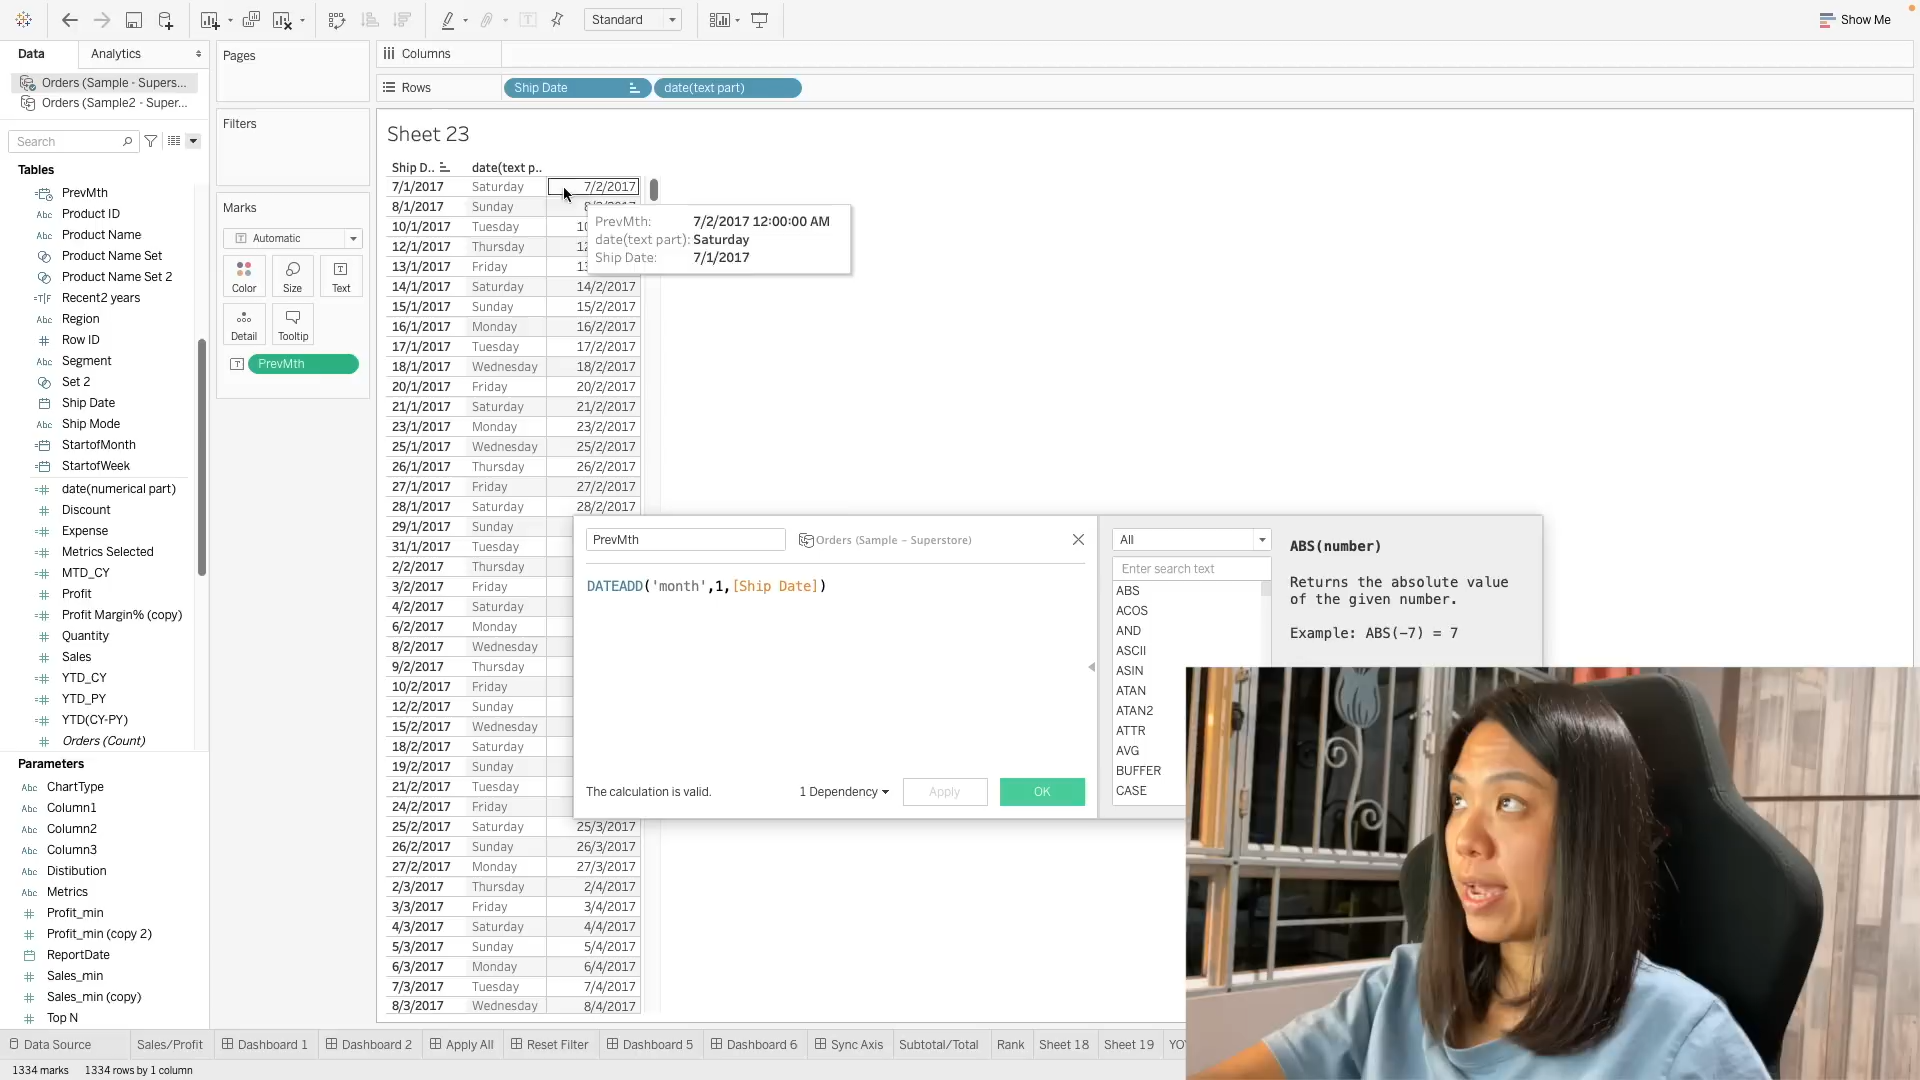 Standard
Show Me
Data
Analytics
Orders (Sample - Supers...
Orders (Sample2 - Super...
Search
Tables
PrevMth
Abc Product ID
Abc Product Name
Product Name Set
Product Name Set 2
Recent2 years
Abc Region
Row ID
Abc Segment
Set 2
Ship Date
Abc Ship Mode
StartofMonth
StartofWeek
date(numerical part)
Discount
Expense
Metrics Selected
MTD_CY
Profit
Profit Margin% (copy)
Quantity
Sales
YTD_CY
YTD_PY
YTD(CY-PY)
Orders (Count)
Parameters
Abc ChartType
Abc Column1
Abc Column2
Abc Column3
Abc Distibution
Abc Metrics
Profit_min
Profit_min (copy 2)
ReportDate
Sales_min
Sales_min (copy)
Top N
Pages
Filters
Marks
Automatic
Color
Size
Text
Detail
Tooltip
PrevMth
Columns
Rows
Ship Date
date(text part)
Sheet 23
Ship D..
date(text p..
7/1/2017 Saturday 7/2/2017
8/1/2017 Sunday
10/1/2017 Tuesday
12/1/2017 Thursday
13/1/2017 Friday
14/1/2017 Saturday 14/2/2017
15/1/2017 Sunday 15/2/2017
16/1/2017 Monday 16/2/2017
17/1/2017 Tuesday 17/2/2017
18/1/2017 Wednesday 18/2/2017
20/1/2017 Friday 20/2/2017
21/1/2017 Saturday 21/2/2017
23/1/2017 Monday 23/2/2017
25/1/2017 Wednesday 25/2/2017
26/1/2017 Thursday 26/2/2017
27/1/2017 Friday 27/2/2017
28/1/2017 Saturday 28/2/2017
29/1/2017 Sunday
31/1/2017 Tuesday
2/2/2017 Thursday
3/2/2017 Friday
4/2/2017 Saturday
6/2/2017 Monday
8/2/2017 Wednesday
9/2/2017 Thursday
10/2/2017 Friday
12/2/2017 Sunday
15/2/2017 Wednesday
18/2/2017 Saturday
19/2/2017 Sunday
21/2/2017 Tuesday
24/2/2017 Friday
25/2/2017 Saturday 25/3/2017
26/2/2017 Sunday 26/3/2017
27/2/2017 Monday 27/3/2017
2/3/2017 Thursday 2/4/2017
3/3/2017 Friday 3/4/2017
4/3/2017 Saturday 4/4/2017
5/3/2017 Sunday 5/4/2017
6/3/2017 Monday 6/4/2017
7/3/2017 Tuesday 7/4/2017
8/3/2017 Wednesday 8/4/2017
PrevMth: 7/2/2017 12:00:00 AM
date(text part): Saturday
Ship Date: 7/1/2017
PrevMth
Orders (Sample – Superstore)
DATEADD('month',1,[Ship Date])
The calculation is valid.
1 Dependency
Apply
OK
All
Enter search text
ABS
ACOS
AND
ASCII
ASIN
ATAN
ATAN2
ATTR
AVG
BUFFER
CASE
ABS(number)
Returns the absolute value
of the given number.
Example: ABS(-7) = 7
Data Source
Sales/Profit
Dashboard 1
Dashboard 2
Apply All
Reset Filter
Dashboard 5
Dashboard 6
Sync Axis
Subtotal/Total
Rank
Sheet 18
Sheet 19
1334 marks
1334 rows by 1 column